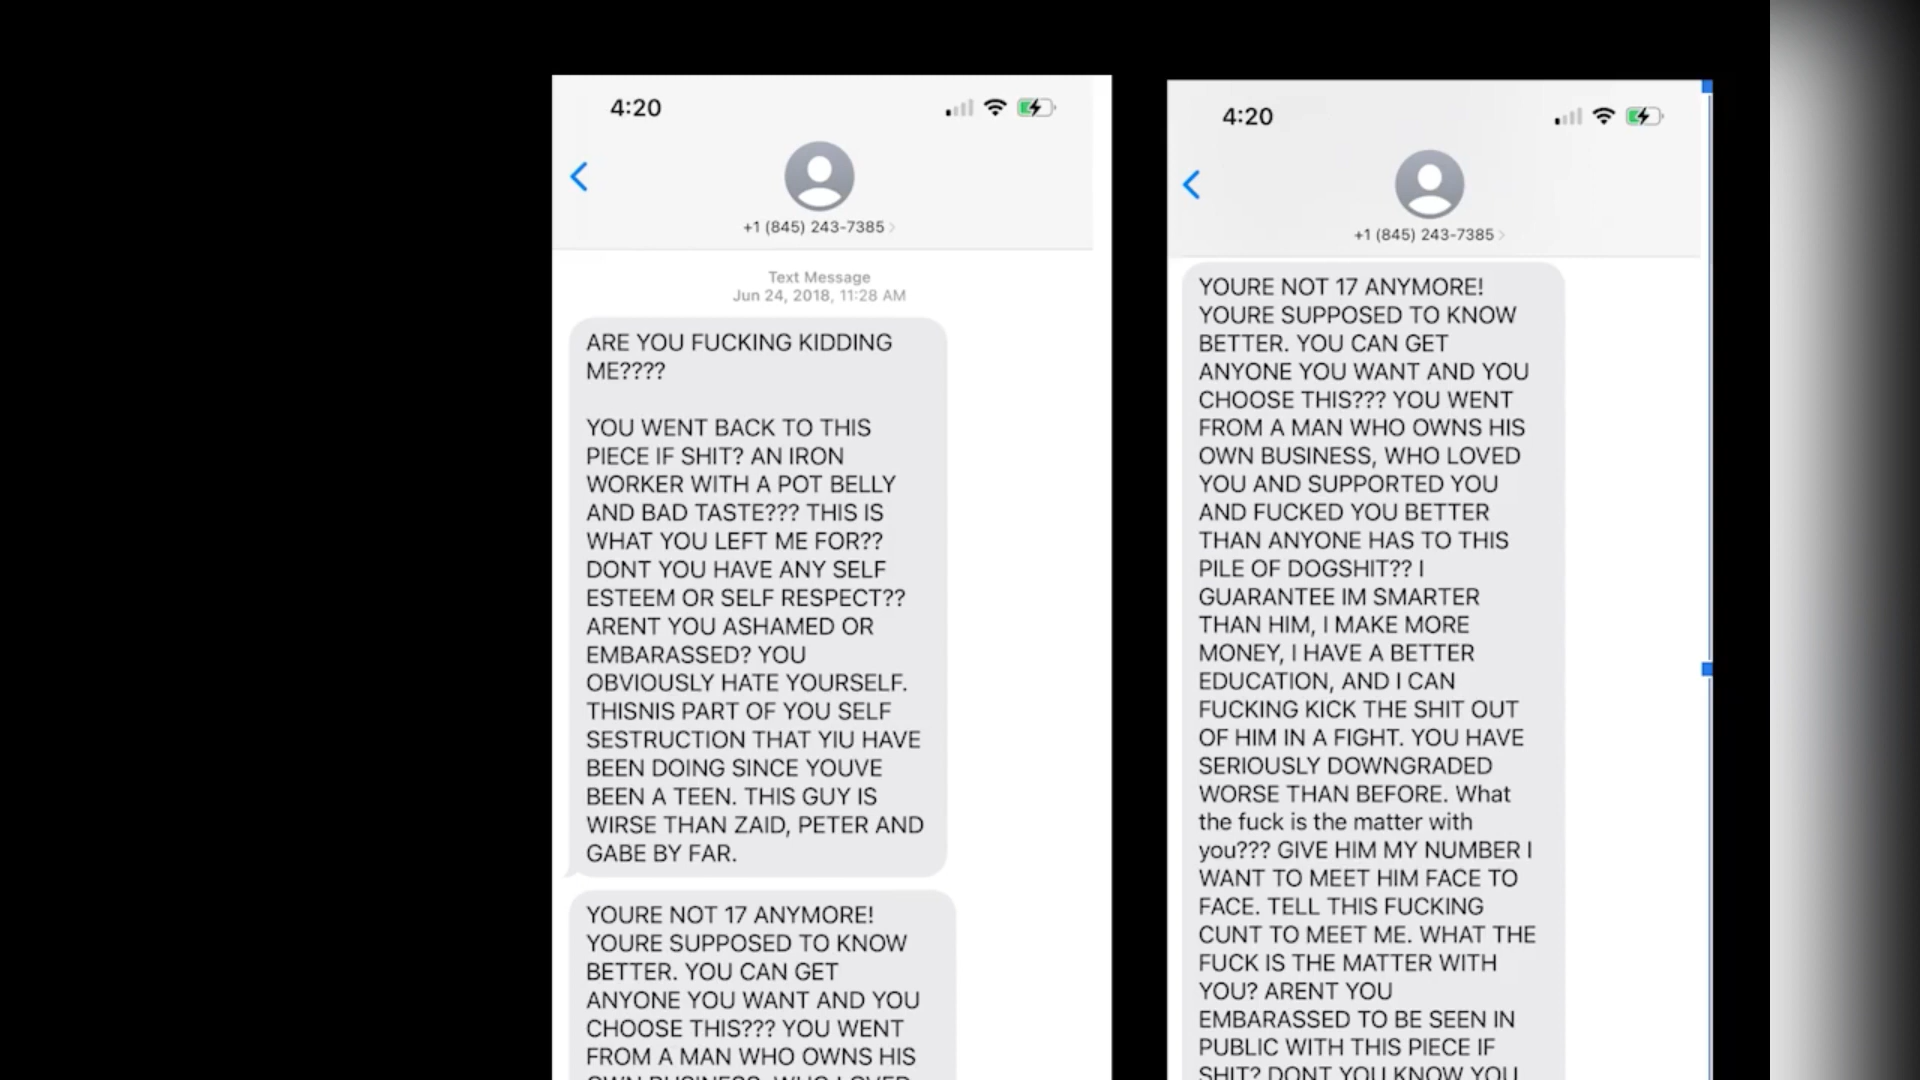 4:20
+1 (845) 243-7385
Text Message
Jun 24, 2018, 11:28 AM
ARE YOU FUCKING KIDDING
ME????
YOU WENT BACK TO THIS
PIECE IF SHIT? AN IRON
WORKER WITH A POT BELLY
AND BAD TASTE??? THIS IS
WHAT YOU LEFT ME FOR??
DONT YOU HAVE ANY SELF
ESTEEM OR SELF RESPECT??
ARENT YOU ASHAMED OR
EMBARASSED? YOU
OBVIOUSLY HATE YOURSELF.
THISNIS PART OF YOU SELF
SESTRUCTION THAT YIU HAVE
BEEN DOING SINCE YOUVE
BEEN A TEEN. THIS GUY IS
WIRSE THAN ZAID, PETER AND
GABE BY FAR.
YOURE NOT 17 ANYMORE!
YOURE SUPPOSED TO KNOW
BETTER. YOU CAN GET
ANYONE YOU WANT AND YOU
CHOOSE THIS??? YOU WENT
FROM A MAN WHO OWNS HIS
OWN BUSINESS, WHO LOVED
4:20
+1 (845) 243-7385
YOURE NOT 17 ANYMORE!
YOURE SUPPOSED TO KNOW
BETTER. YOU CAN GET
ANYONE YOU WANT AND YOU
CHOOSE THIS??? YOU WENT
FROM A MAN WHO OWNS HIS
OWN BUSINESS, WHO LOVED
YOU AND SUPPORTED YOU
AND FUCKED YOU BETTER
THAN ANYONE HAS TO THIS
PILE OF DOGSHIT?? I
GUARANTEE IM SMARTER
THAN HIM, I MAKE MORE
MONEY, I HAVE A BETTER
EDUCATION, AND I CAN
FUCKING KICK THE SHIT OUT
OF HIM IN A FIGHT. YOU HAVE
SERIOUSLY DOWNGRADED
WORSE THAN BEFORE. What
the fuck is the matter with
you??? GIVE HIM MY NUMBER I
WANT TO MEET HIM FACE TO
FACE. TELL THIS FUCKING
CUNT TO MEET ME. WHAT THE
FUCK IS THE MATTER WITH
YOU? ARENT YOU
EMBARASSED TO BE SEEN IN
PUBLIC WITH THIS PIECE IF
SHIT? DONT YOU KNOW YOU